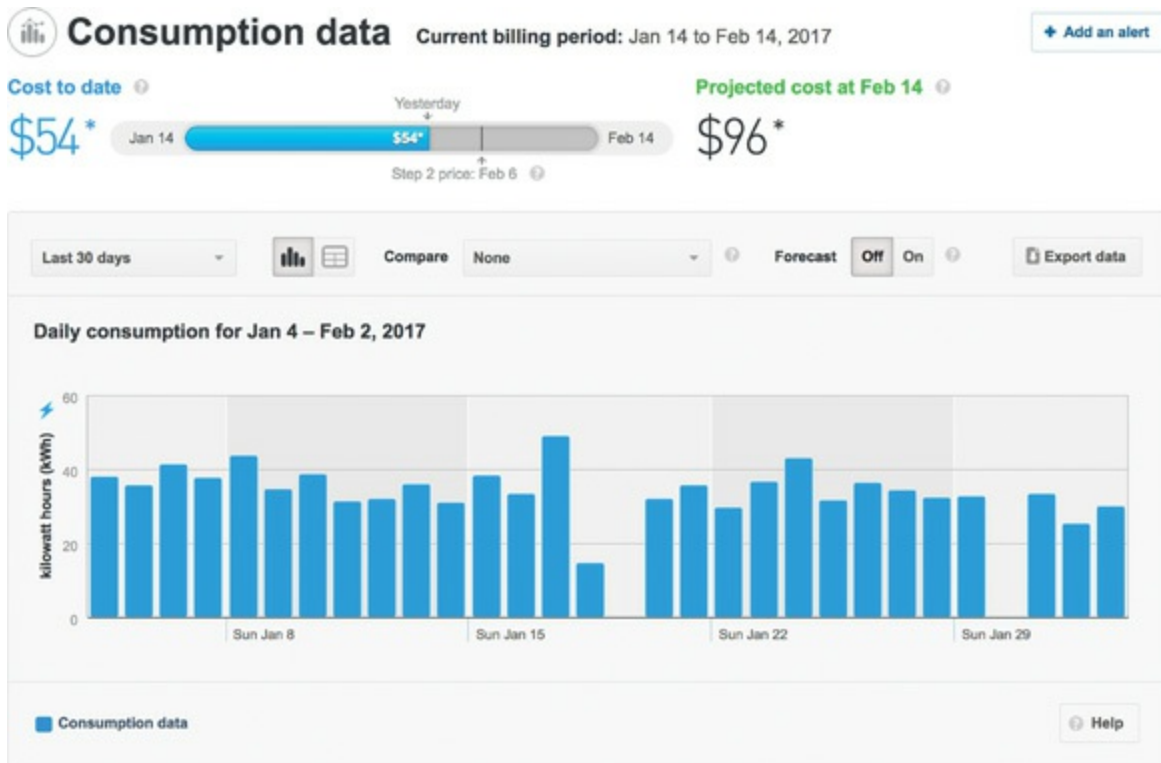 Consumption data Current billing period: Jan 14 to Feb 14, 2017
+ Add an alert
Cost to date ?
Projected cost at Feb 14 ?
Yesterday
$54*
Jan 14 $54* Feb 14
$96*
Step 2 price: Feb 6 ?
Last 30 days Compare None ? Forecast Off On ? Export data
Daily consumption for Jan 4 – Feb 2, 2017
kilowatt hours (kWh)
60
40
20
0
Sun Jan 8 Sun Jan 15 Sun Jan 22 Sun Jan 29
Consumption data
? Help